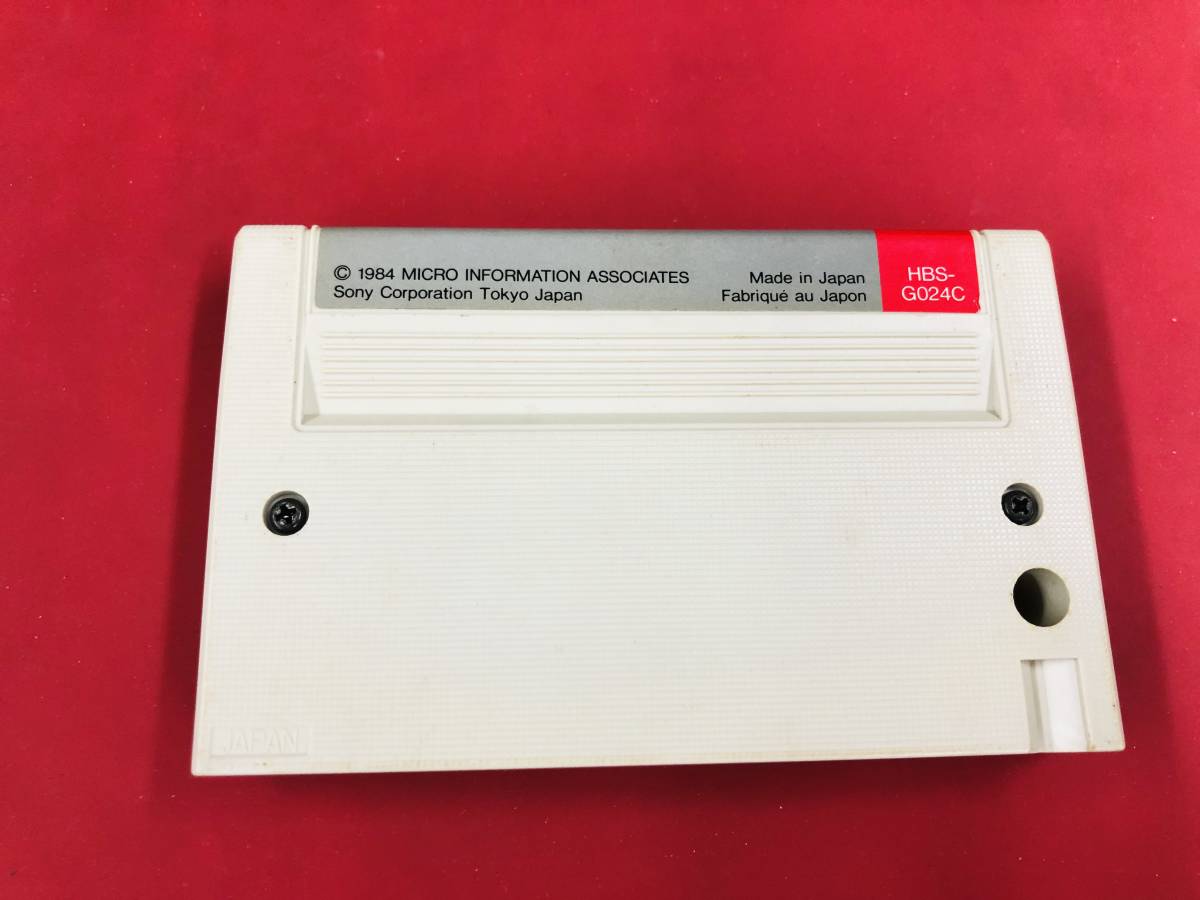 © 1984 MICRO INFORMATION ASSOCIATES
Sony Corporation Tokyo Japan
Made in Japan
Fabriqué au Japon
HBS-
G024C
JAPAN